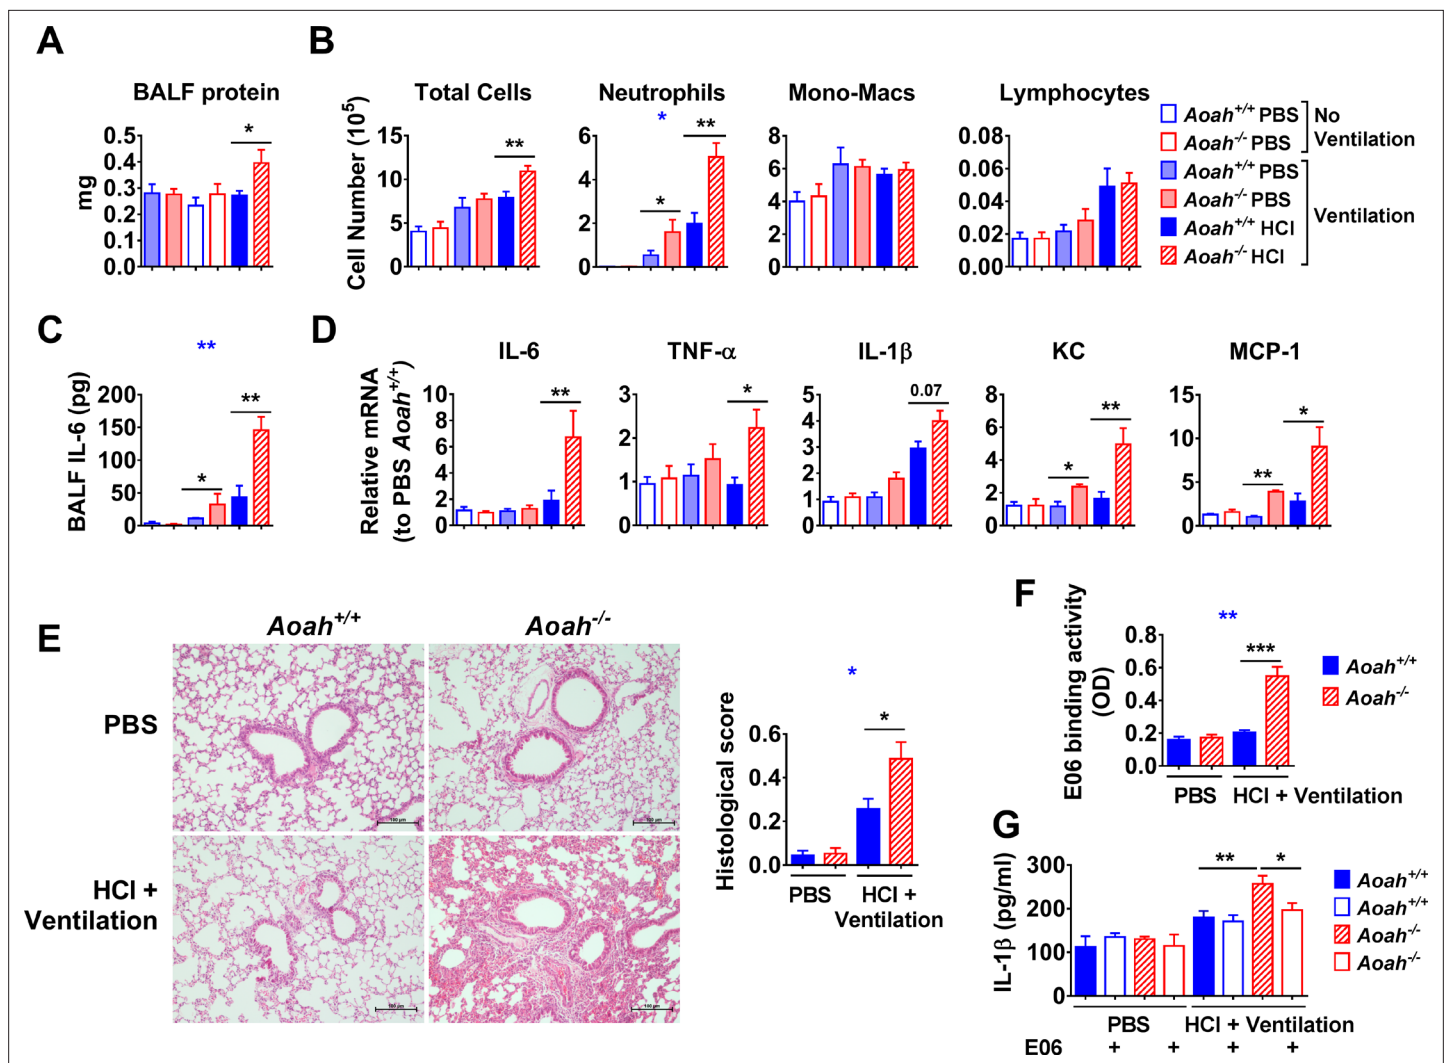 A
BALF protein
mg
0.5
0.4
0.3
0.2
0.1
0.0
*
B
Total Cells
Neutrophils
Mono-Macs
Lymphocytes
Cell Number (10⁵)
15
10
5
0
**
6
4
2
0
*
*
**
8
6
4
2
0
0.08
0.06
0.04
0.02
0.00
Aoah+/+ PBS
Aoah-/- PBS
No
Ventilation
Aoah+/+ PBS
Aoah-/- PBS
Aoah+/+ HCl
Aoah-/- HCl
Ventilation
C
BALF IL-6 (pg)
200
150
100
50
0
**
*
**
D
Relative mRNA
(to PBS Aoah+/+)
IL-6
10
8
6
4
2
0
**
TNF-α
3
2
1
0
*
IL-1β
5
4
3
2
1
0
0.07
KC
8
6
4
2
0
*
**
MCP-1
15
10
5
0
**
*
E
Aoah+/+
Aoah-/-
PBS
HCl +
Ventilation
100 μm
100 μm
100 μm
100 μm
Histological score
0.6
0.4
0.2
0.0
*
*
PBS
HCl +
Ventilation
F
E06 binding activity
(OD)
0.8
0.6
0.4
0.2
0.0
**
***
PBS
HCl + Ventilation
Aoah+/+
Aoah-/-
G
IL-1β (pg/ml)
300
200
100
0
**
*
PBS
HCl + Ventilation
E06 + + + +
Aoah+/+
Aoah+/+
Aoah-/-
Aoah-/-